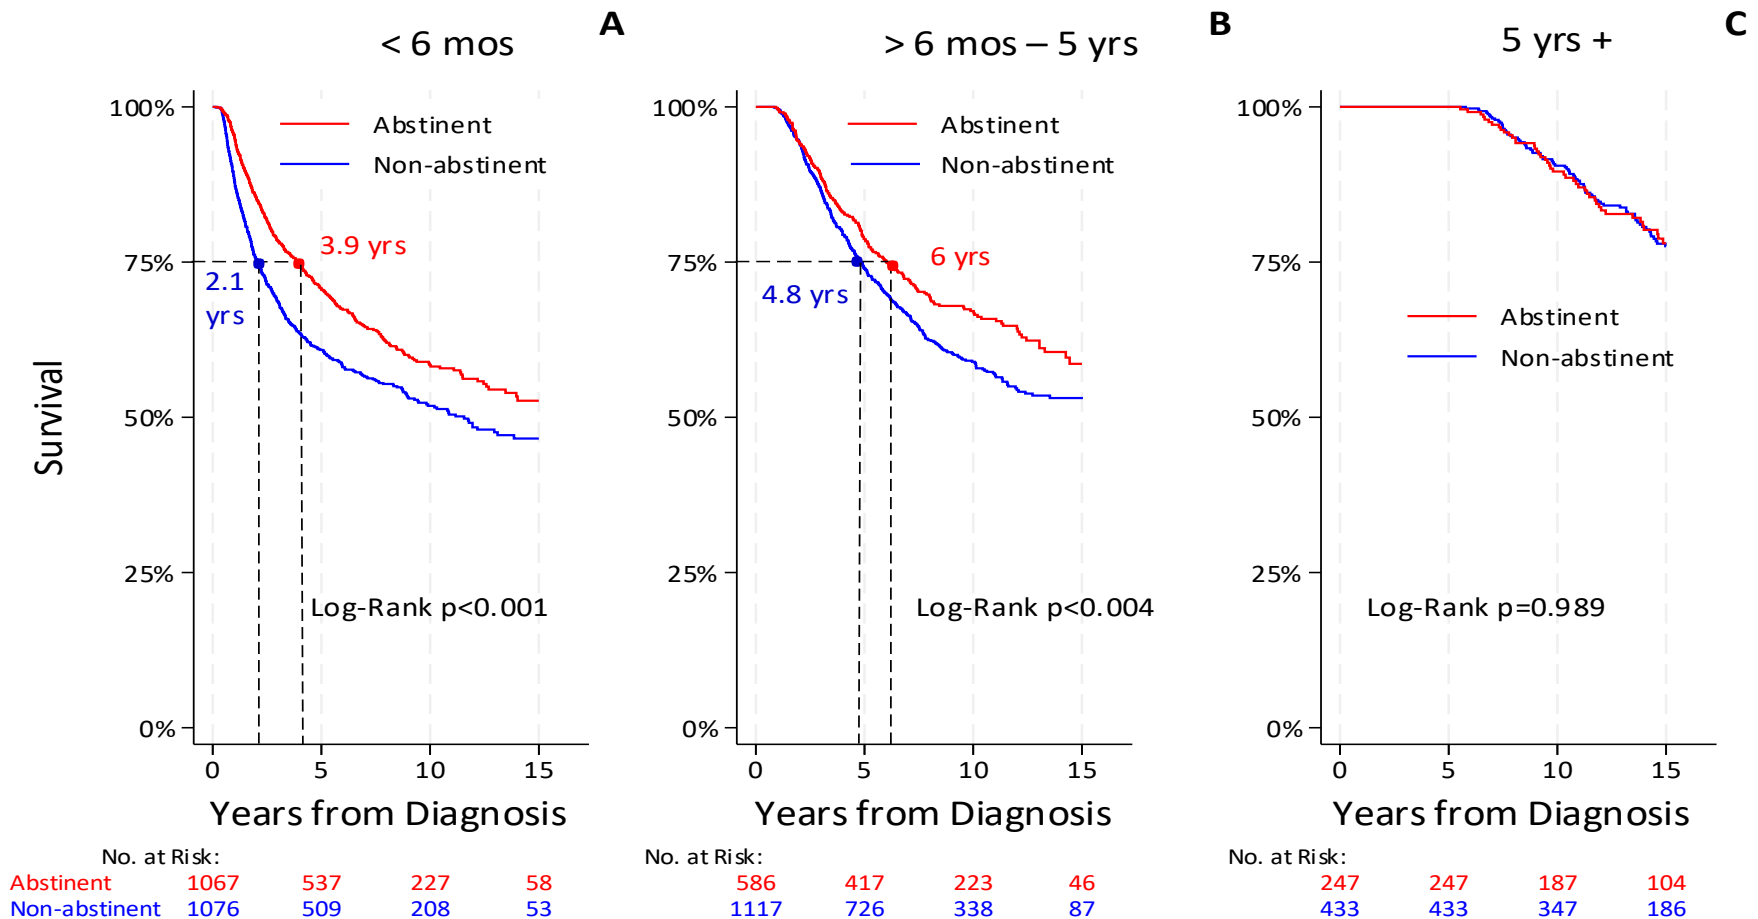 < 6 mos
A
100%
Abstinent
Non-abstinent
3.9 yrs
75%
2.1
yrs
50%
25%
Log-Rank p<0.001
0%
Survival
0 5 10 15
Years from Diagnosis
No. at Risk:
Abstinent 1067 537 227 58
Non-abstinent 1076 509 208 53
> 6 mos – 5 yrs
B
100%
Abstinent
Non-abstinent
75%
6 yrs
4.8 yrs
50%
25%
Log-Rank p<0.004
0%
0 5 10 15
Years from Diagnosis
No. at Risk:
586 417 223 46
1117 726 338 87
5 yrs +
C
100%
75%
Abstinent
Non-abstinent
50%
25%
Log-Rank p=0.989
0%
0 5 10 15
Years from Diagnosis
No. at Risk:
247 247 187 104
433 433 347 186